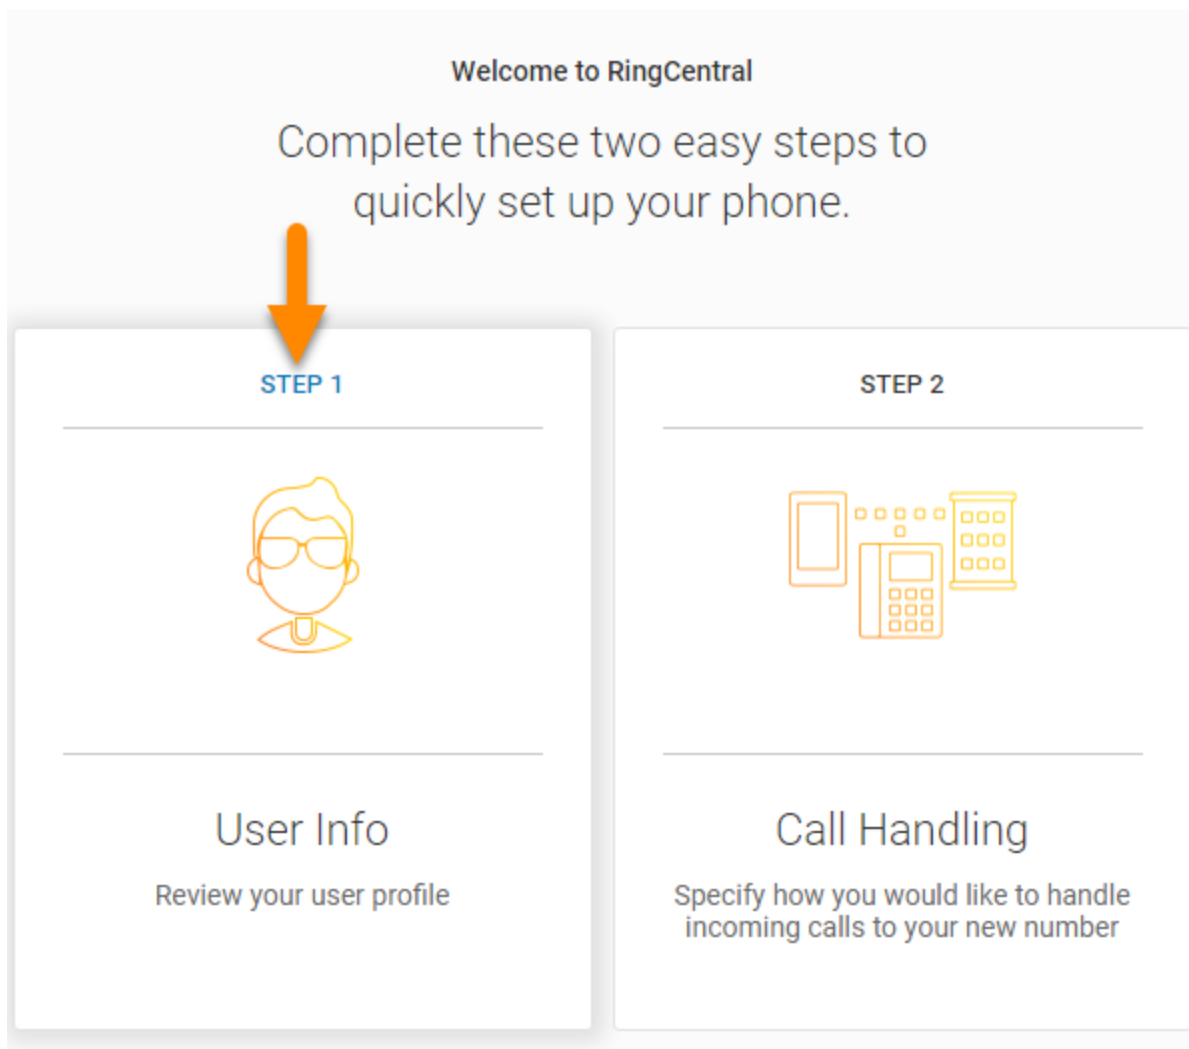 Welcome to RingCentral
Complete these two easy steps to
quickly set up your phone.
STEP 1
User Info
Review your user profile
STEP 2
Call Handling
Specify how you would like to handle
incoming calls to your new number